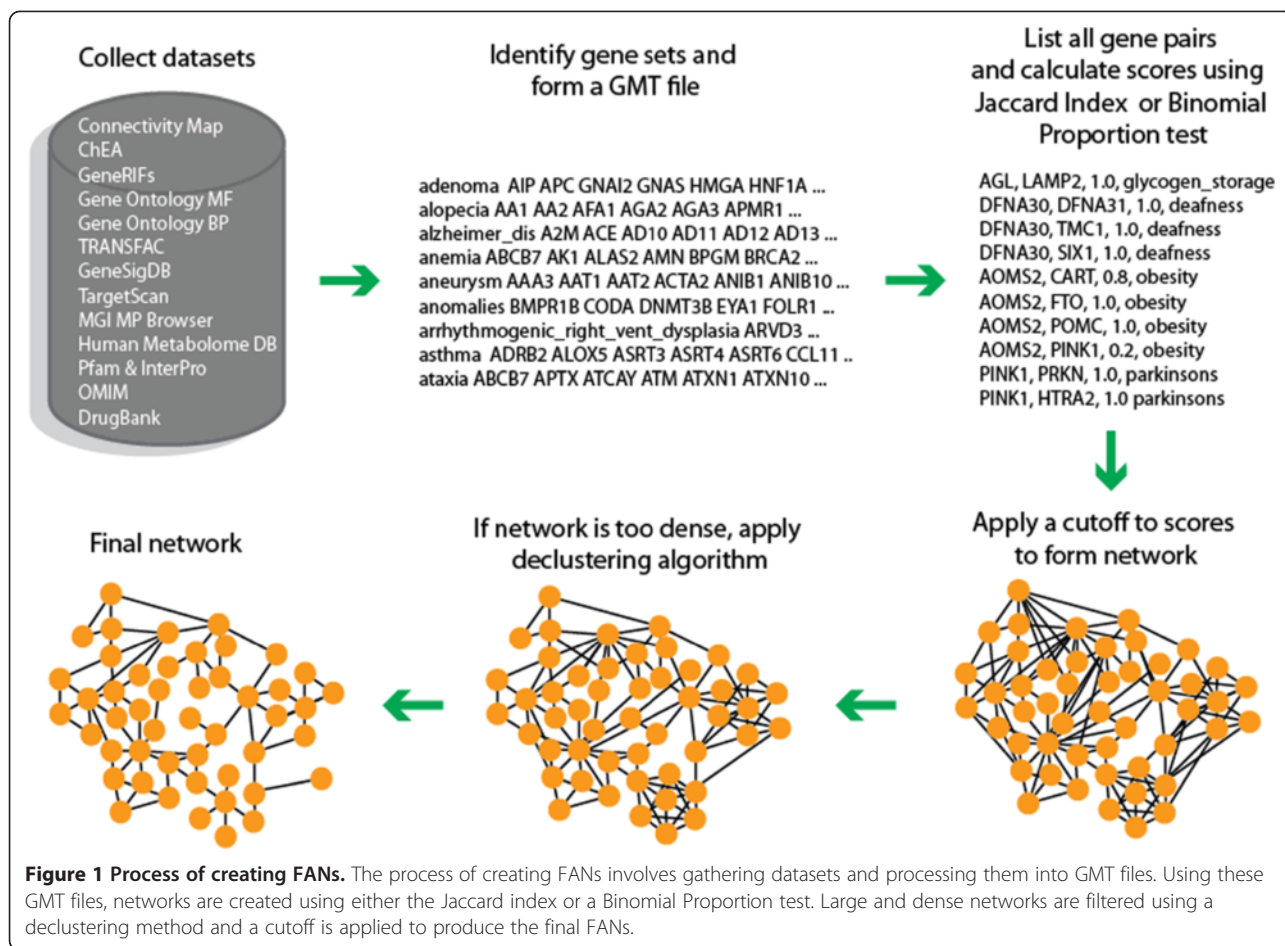 Collect datasets
Connectivity Map
ChEA
GeneRIFs
Gene Ontology MF
Gene Ontology BP
TRANSFAC
GeneSigDB
TargetScan
MGI MP Browser
Human Metabolome DB
Pfam & InterPro
OMIM
DrugBank
Identify gene sets and
form a GMT file
adenoma AIP APC GNAI2 GNAS HMGA HNF1A ...
alopecia AA1 AA2 AFA1 AGA2 AGA3 APMR1 ...
alzheimer_dis A2M ACE AD10 AD11 AD12 AD13 ...
anemia ABCB7 AK1 ALAS2 AMN BPGM BRCA2 ...
aneurysm AAA3 AAT1 AAT2 ACTA2 ANIB1 ANIB10 ...
anomalies BMPR1B CODA DNMT3B EYA1 FOLR1 ...
arrhythmogenic_right_vent_dysplasia ARVD3 ...
asthma ADRB2 ALOX5 ASRT3 ASRT4 ASRT6 CCL11 ..
ataxia ABCB7 APTX ATCAY ATM ATXN1 ATXN10 ...
List all gene pairs
and calculate scores using
Jaccard Index or Binomial
Proportion test
AGL, LAMP2, 1.0, glycogen_storage
DFNA30, DFNA31, 1.0, deafness
DFNA30, TMC1, 1.0, deafness
DFNA30, SIX1, 1.0, deafness
AOMS2, CART, 0.8, obesity
AOMS2, FTO, 1.0, obesity
AOMS2, POMC, 1.0, obesity
AOMS2, PINK1, 0.2, obesity
PINK1, PRKN, 1.0, parkinsons
PINK1, HTRA2, 1.0 parkinsons
Apply a cutoff to scores
to form network
If network is too dense, apply
declustering algorithm
Final network
Figure 1 Process of creating FANs. The process of creating FANs involves gathering datasets and processing them into GMT files. Using these
GMT files, networks are created using either the Jaccard index or a Binomial Proportion test. Large and dense networks are filtered using a
declustering method and a cutoff is applied to produce the final FANs.